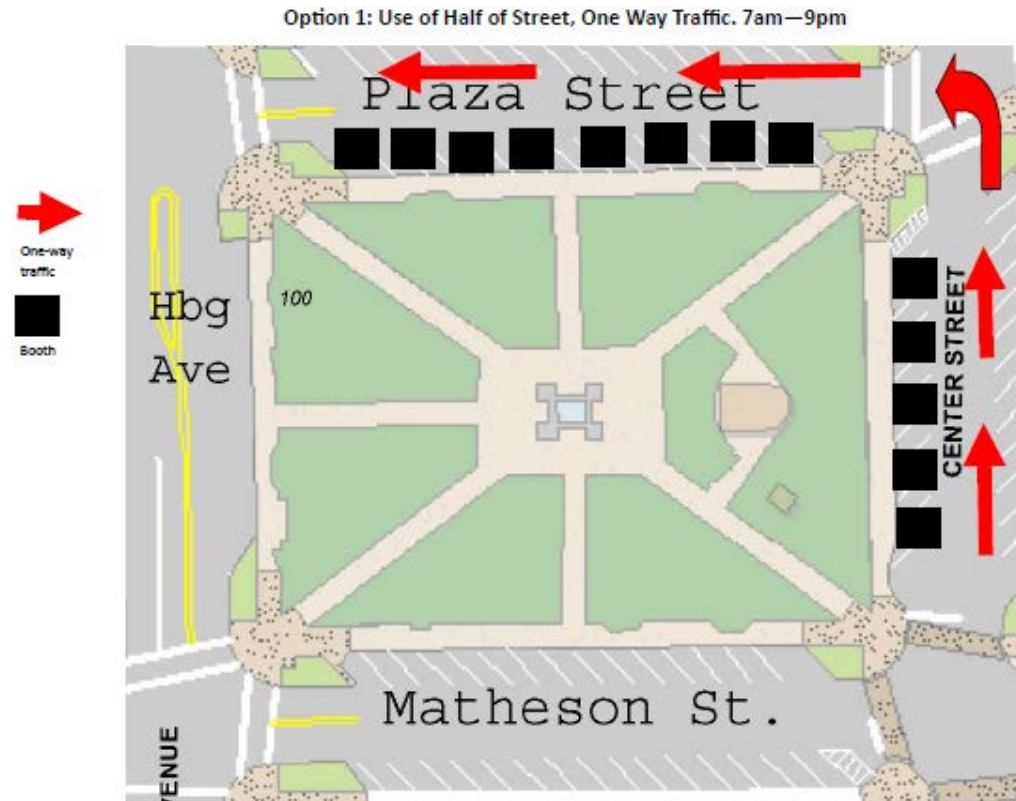 Option 1: Use of Half of Street, One Way Traffic. 7am—9pm
Plaza Street
One-way
traffic
Booth
Hbg
Ave
100
CENTER STREET
Matheson St.
VENUE